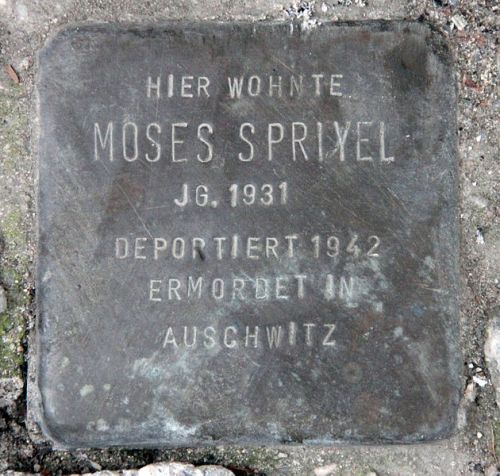 HIER WOHNTE
MOSES SPRIYEL
JG. 1931
DEPORTIERT 1942
ERMORDET IN
AUSCHWITZ